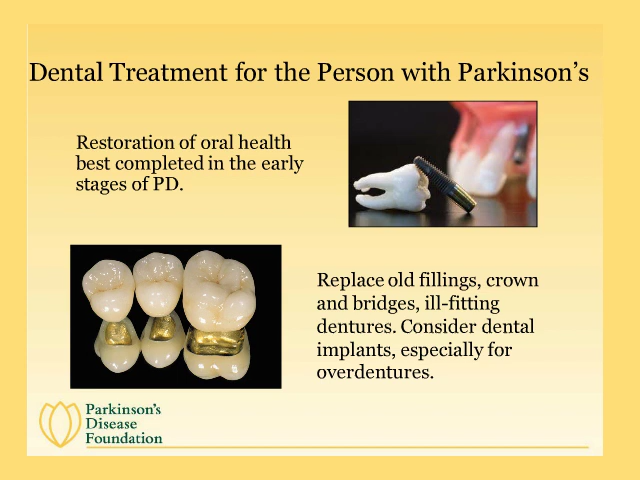 Dental Treatment for the Person with Parkinson's
Restoration of oral health
best completed in the early
stages of PD.
Replace old fillings, crown
and bridges, ill-fitting
dentures. Consider dental
implants, especially for
overdentures.
Parkinson's
Disease
Foundation